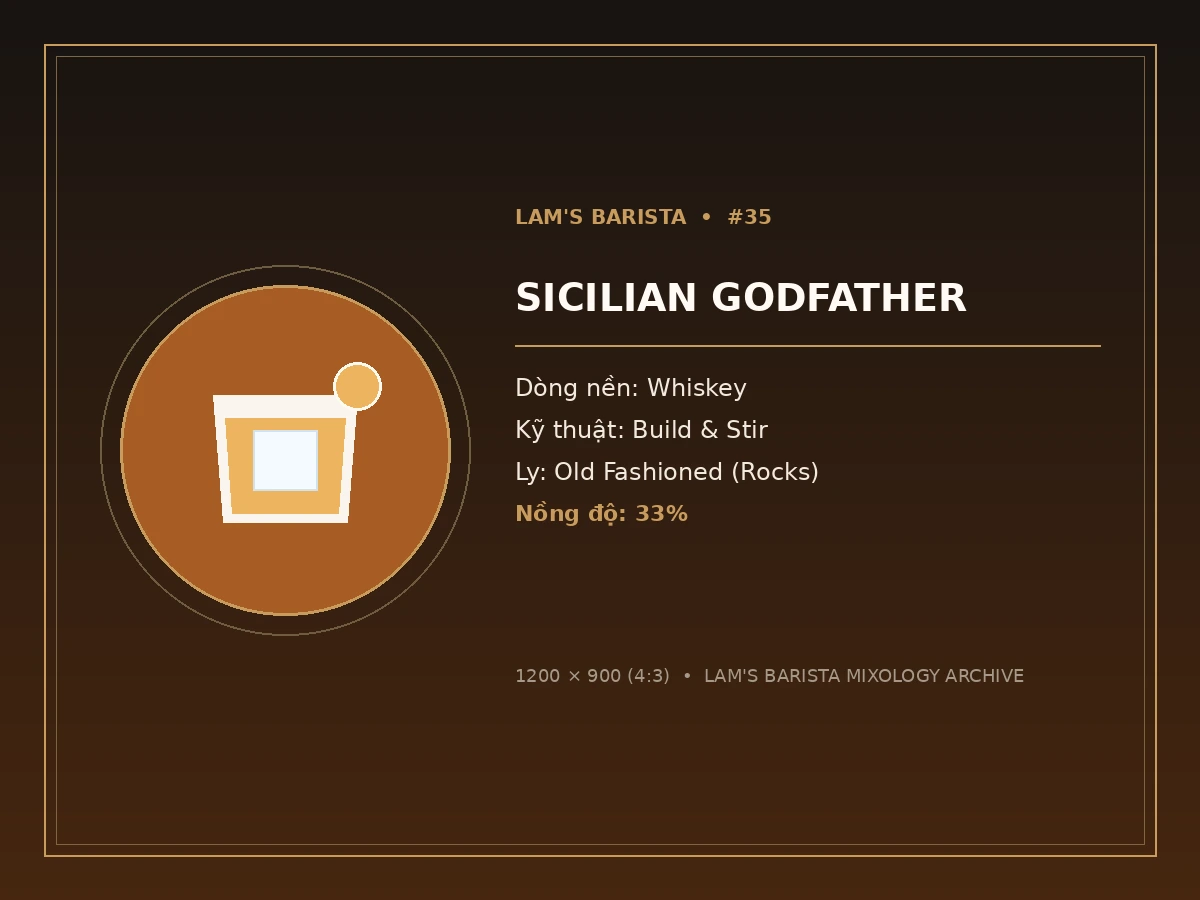 LAM'S BARISTA • #35
SICILIAN GODFATHER
Dòng nền: Whiskey
Kỹ thuật: Build & Stir
Ly: Old Fashioned (Rocks)
Nồng độ: 33%
1200 × 900 (4:3) • LAM'S BARISTA MIXOLOGY ARCHIVE